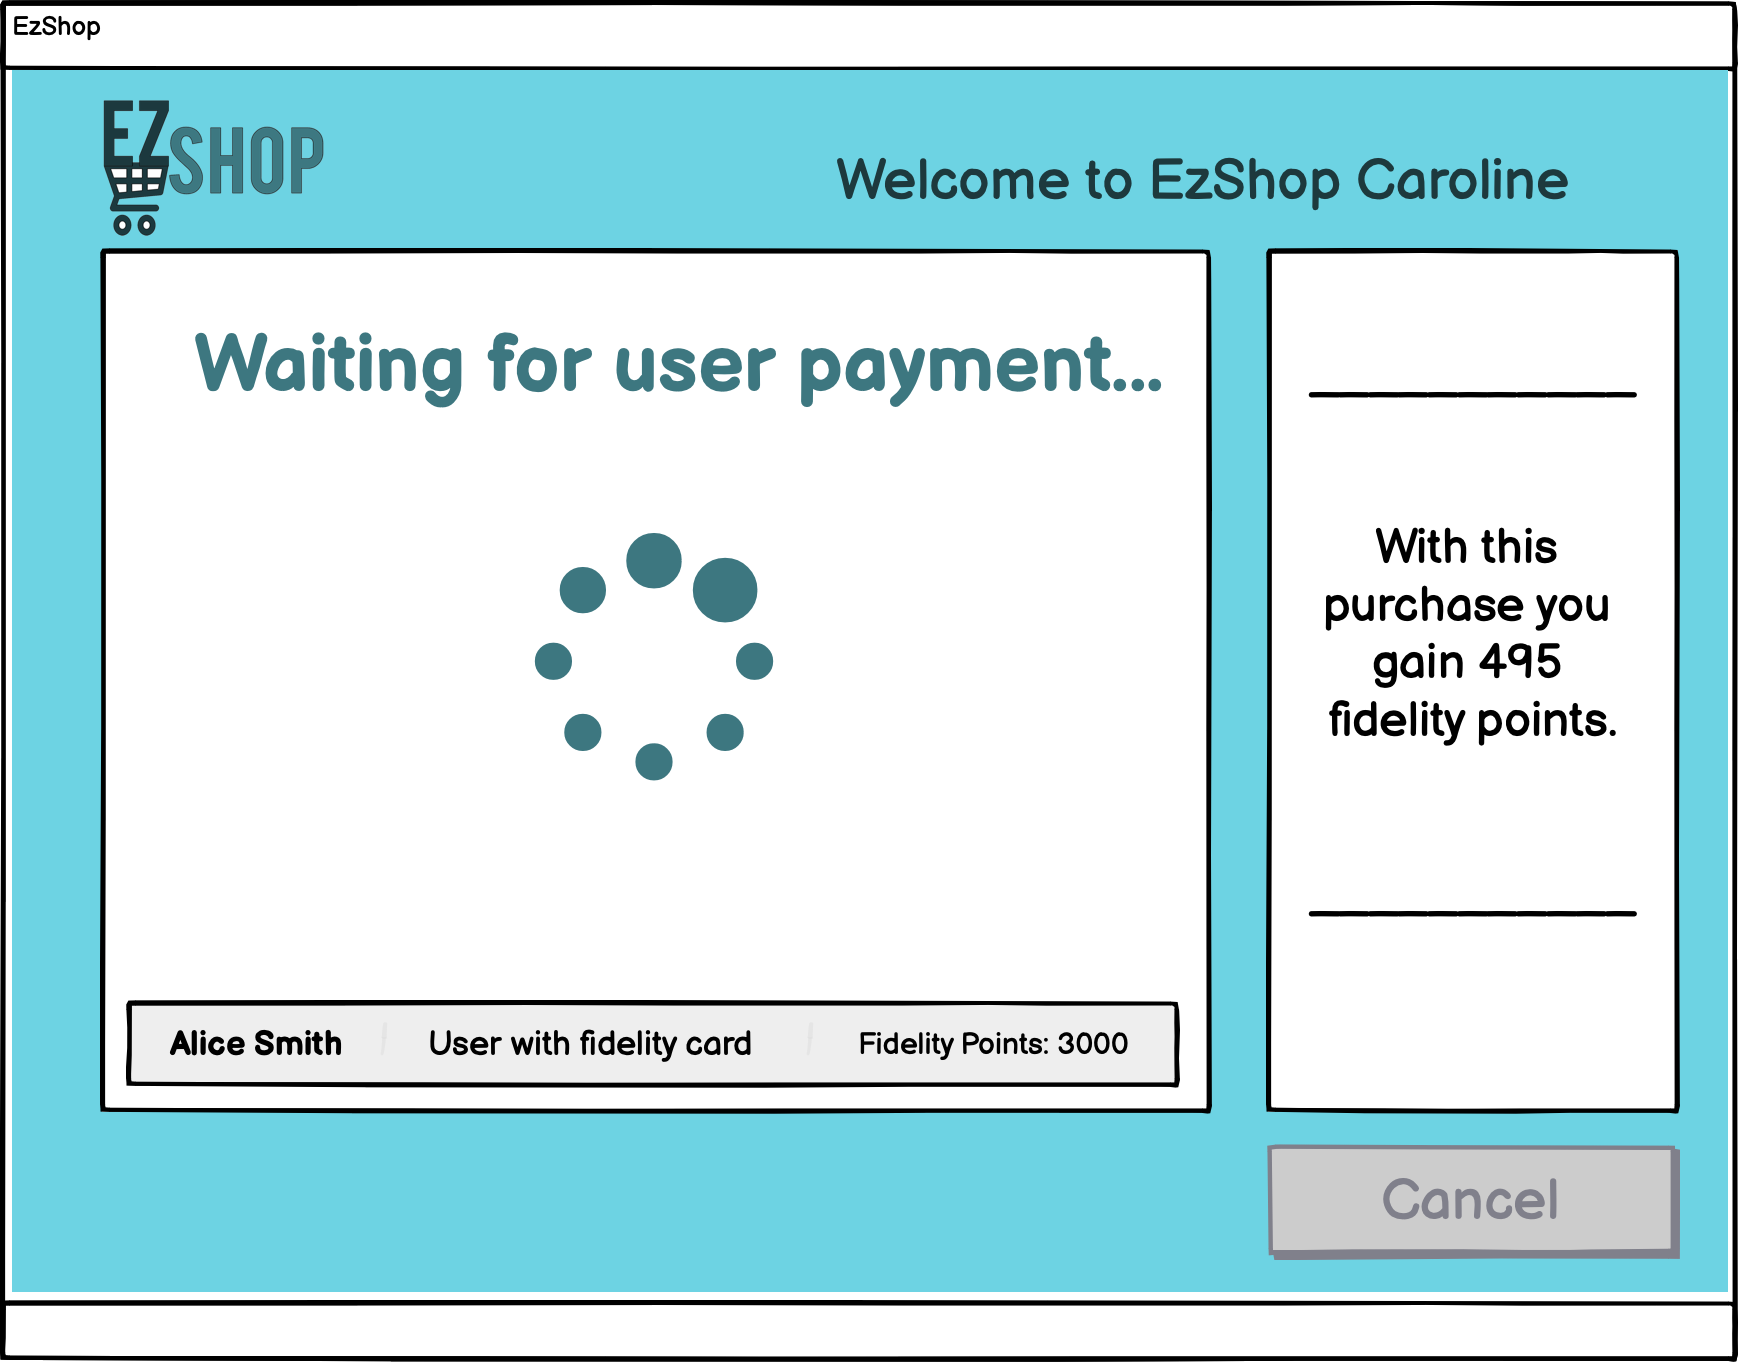 EzShop
EZSHOP
Welcome to EzShop Caroline
Waiting for user payment...
With this
purchase you
gain 495
fidelity points.
Alice Smith User with fidelity card Fidelity Points: 3000
Cancel